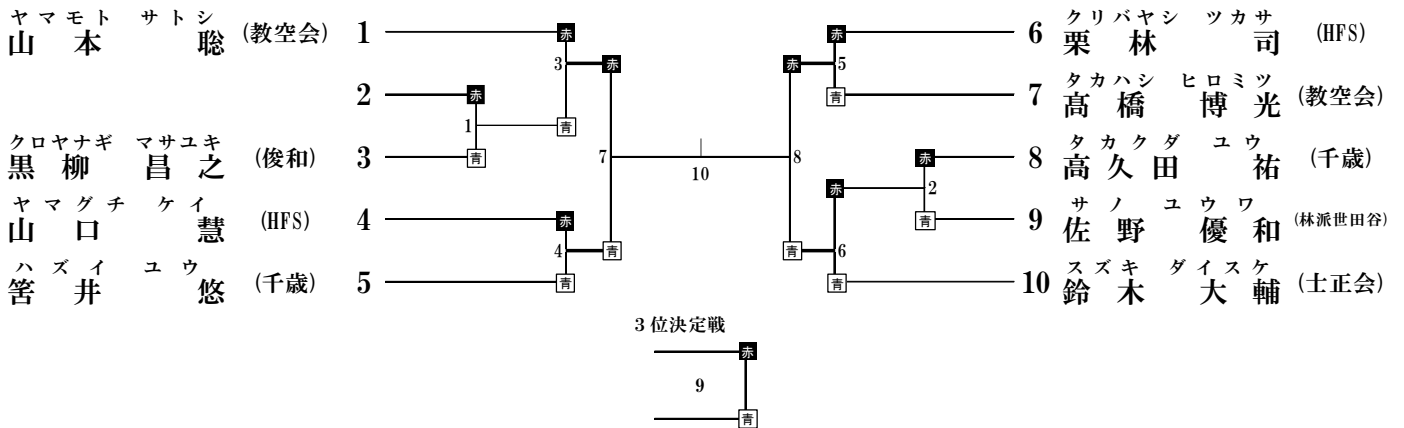 ヤマモト サトシ
山本 聡 (教空会) 1
2
クロヤナギ マサユキ
黒柳 昌之 (俊和) 3
ヤマグチ ケイ
山口 慧 (HFS) 4
ハズイ ユウ
筈井 悠 (千歳) 5
赤
3
赤
赤
1
青
青
7
赤
4
青
青
10
赤
5
赤
青
8
赤
赤
2
青
青
6
青
クリバヤシ ツカサ
6 栗林 司 (HFS)
タカハシ ヒロミツ
7 髙橋 博光 (教空会)
タカクダ ユウ
8 高久田 祐 (千歳)
サノ ユウワ
9 佐野 優和 (林派世田谷)
スズキ ダイスケ
10 鈴木 大輔 (士正会)
3位決定戦
赤
9
青